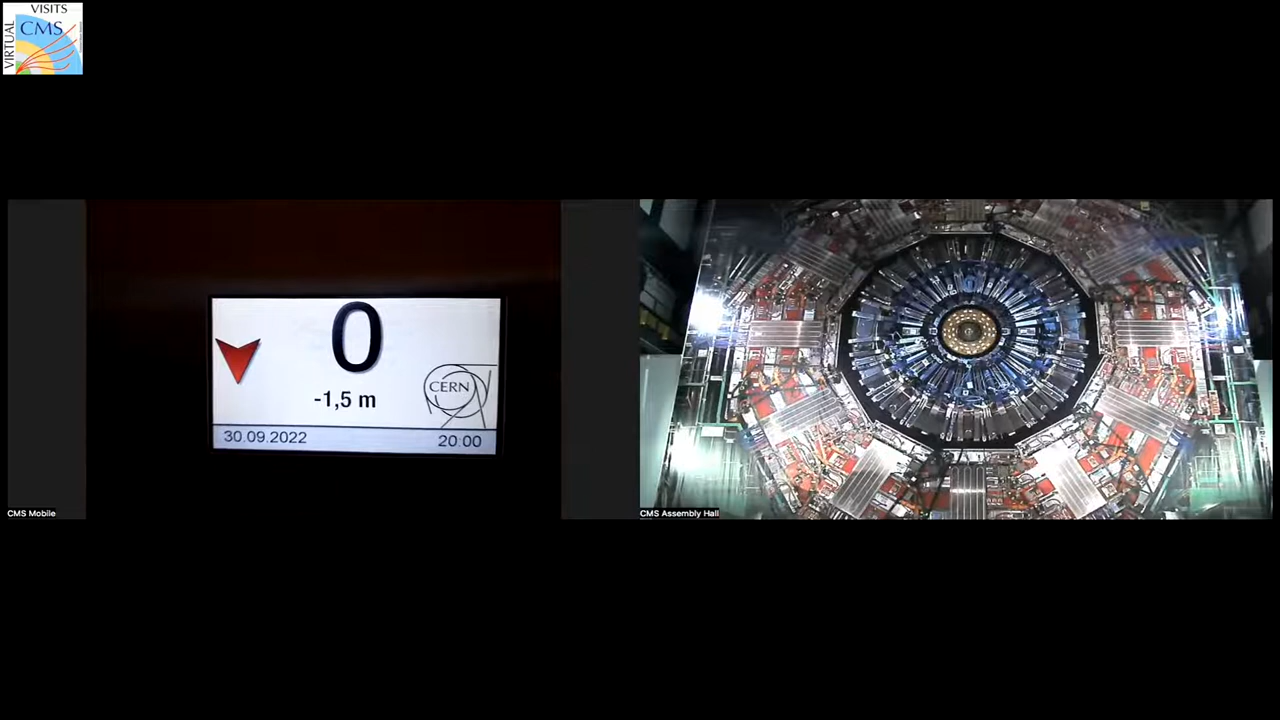 VISITS
VIRTUAL
CMS
0
-1,5 m
CERN
30.09.2022
20:00
CMS Mobile
CMS Assembly Hall